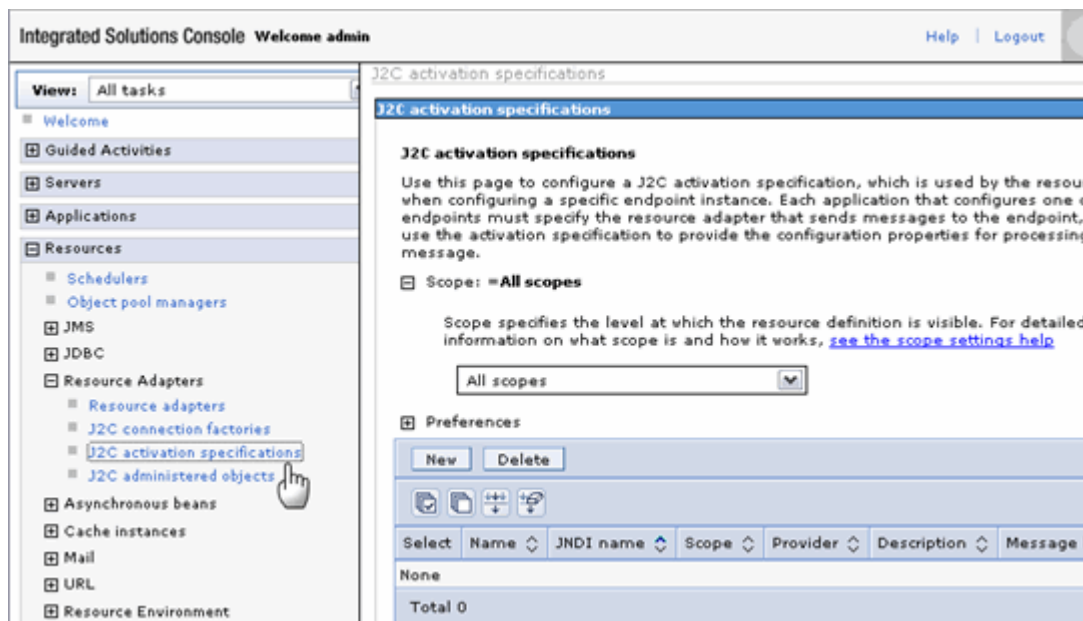 Integrated Solutions Console Welcome admin
Help | Logout
View: All tasks
Welcome
Guided Activities
Servers
Applications
Resources
Schedulers
Object pool managers
JMS
JDBC
Resource Adapters
Resource adapters
J2C connection factories
J2C activation specifications
J2C administered objects
Asynchronous beans
Cache instances
Mail
URL
Resource Environment
J2C activation specifications
J2C activation specifications
J2C activation specifications
Use this page to configure a J2C activation specification, which is used by the resou
when configuring a specific endpoint instance. Each application that configures one
endpoints must specify the resource adapter that sends messages to the endpoint,
use the activation specification to provide the configuration properties for processing
message.
Scope: =All scopes
Scope specifies the level at which the resource definition is visible. For detailed
information on what scope is and how it works, see the scope settings help
All scopes
Preferences
New Delete
Select Name JNDI name Scope Provider Description Message
None
Total 0